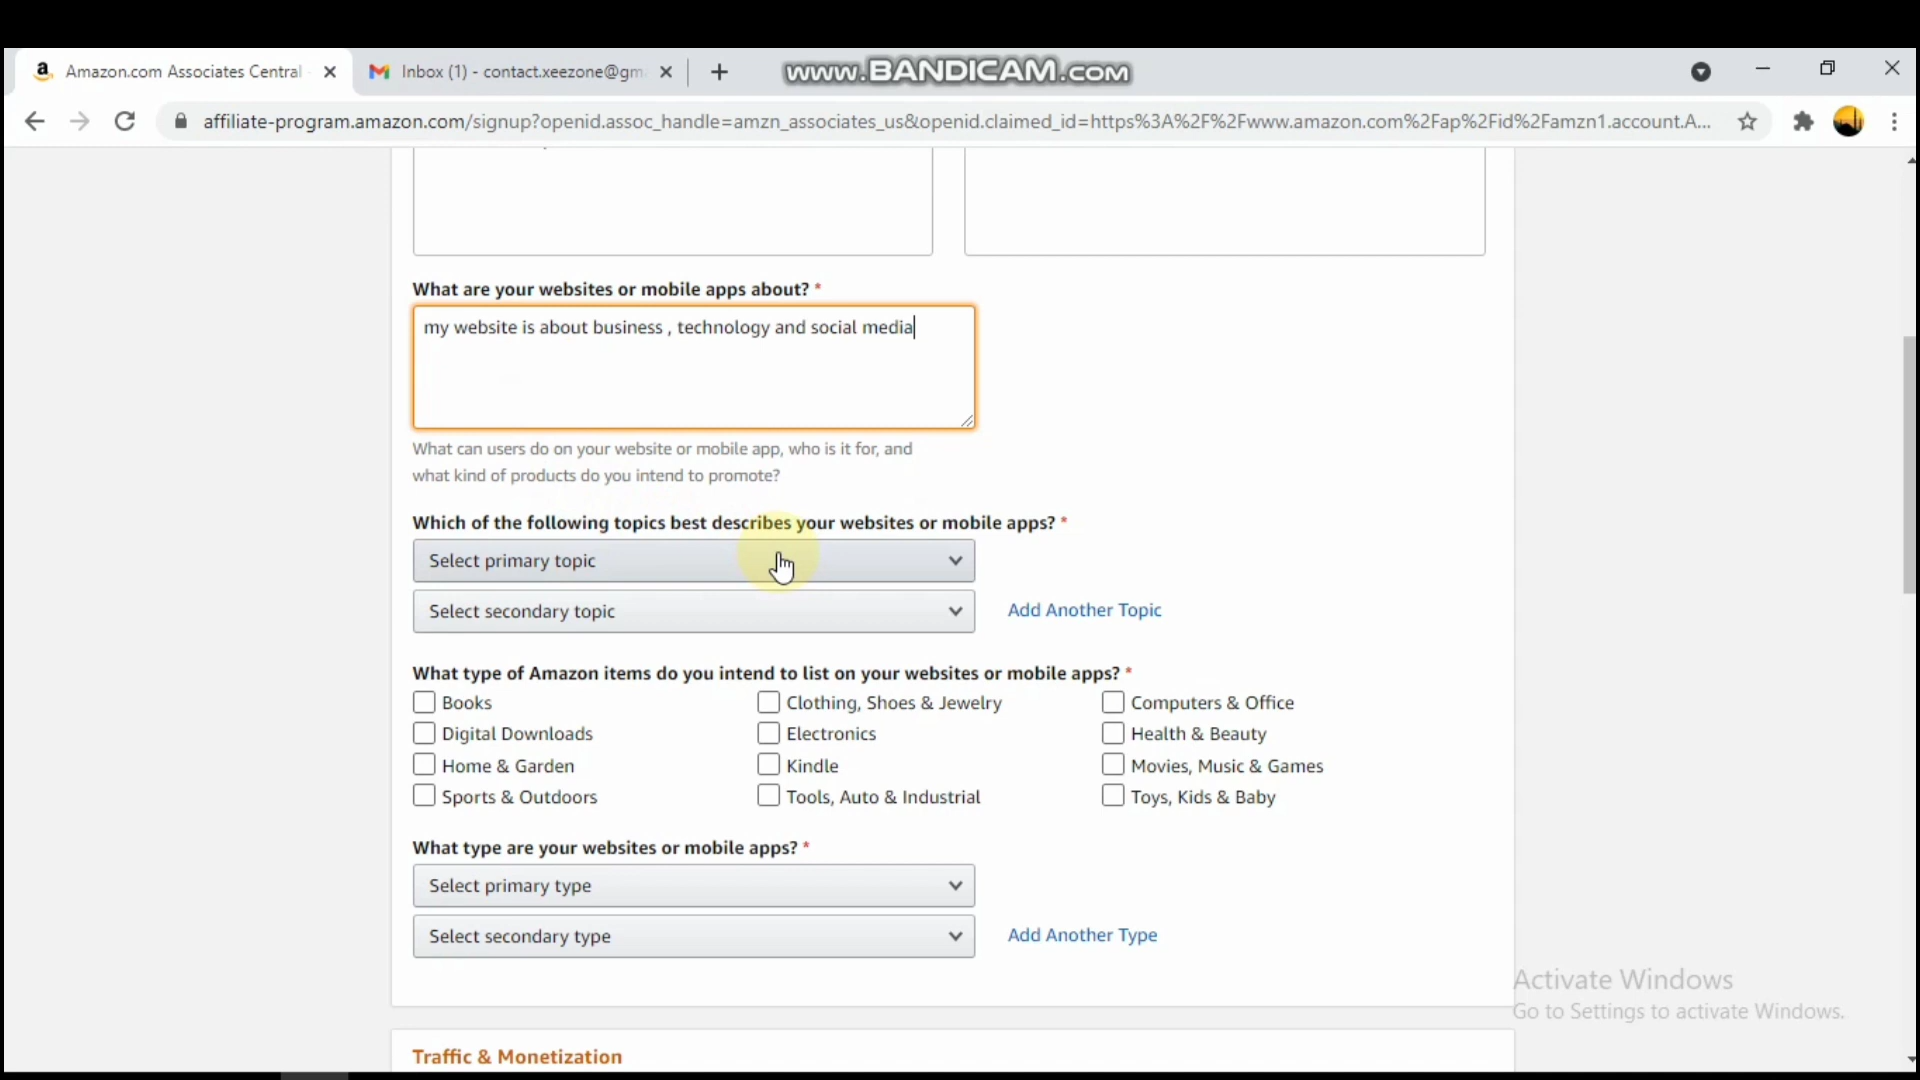 Amazon.com Associates Central
Inbox (1) - contact.xeezone@gm
www.BANDICAM.com
affiliate-program.amazon.com/signup?openid.assoc_handle=amzn_associates_us&openid.claimed_id=https%3A%2F%2Fwww.amazon.com%2Fap%2Fid%2Famzn1.account.A...
What are your websites or mobile apps about? *
my website is about business , technology and social media
What can users do on your website or mobile app, who is it for, and
what kind of products do you intend to promote?
Which of the following topics best describes your websites or mobile apps? *
Select primary topic
Select secondary topic
Add Another Topic
What type of Amazon items do you intend to list on your websites or mobile apps? *
Books
Clothing, Shoes & Jewelry
Computers & Office
Digital Downloads
Electronics
Health & Beauty
Home & Garden
Kindle
Movies, Music & Games
Sports & Outdoors
Tools, Auto & Industrial
Toys, Kids & Baby
What type are your websites or mobile apps? *
Select primary type
Select secondary type
Add Another Type
Activate Windows
Go to Settings to activate Windows.
Traffic & Monetization